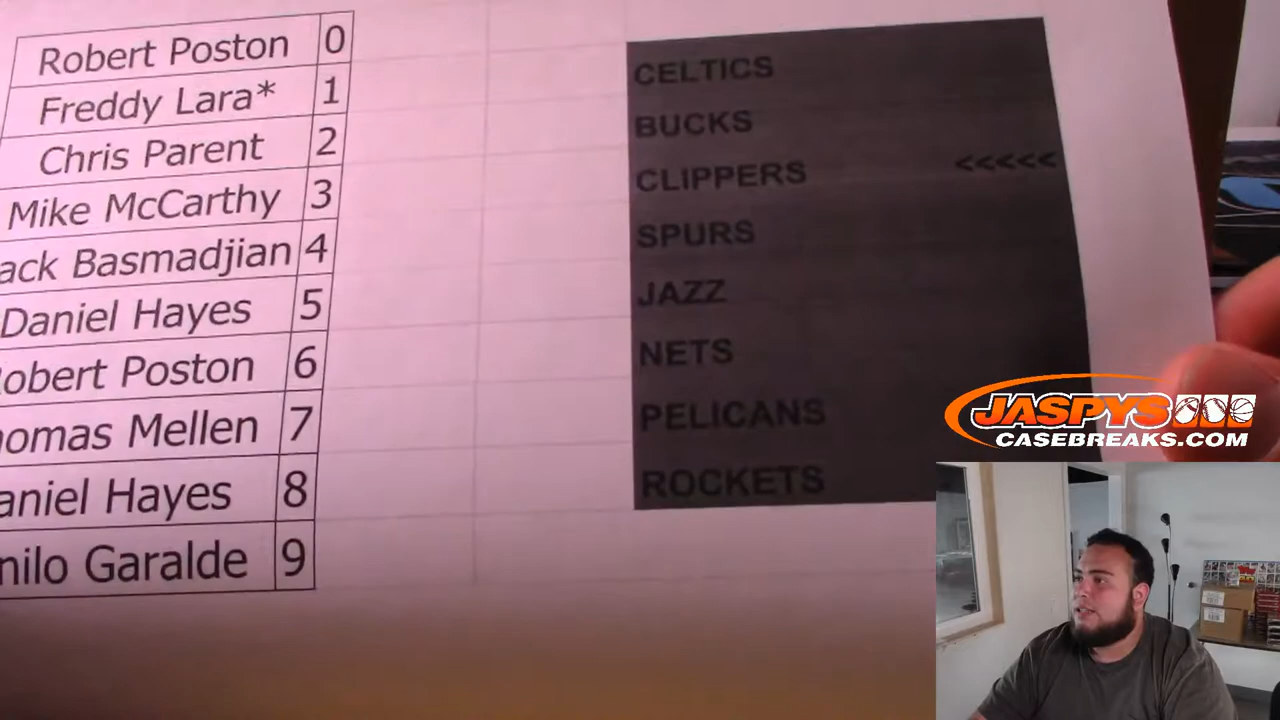 Robert Poston 0
Freddy Lara* 1
Chris Parent 2
Mike McCarthy 3
ack Basmadjian 4
Daniel Hayes 5
obert Poston 6
homas Mellen 7
aniel Hayes 8
nilo Garalde 9
CELTICS
BUCKS
CLIPPERS <<<<<
SPURS
JAZZ
NETS
PELICANS
ROCKETS
JASPYS
CASEBREAKS.COM